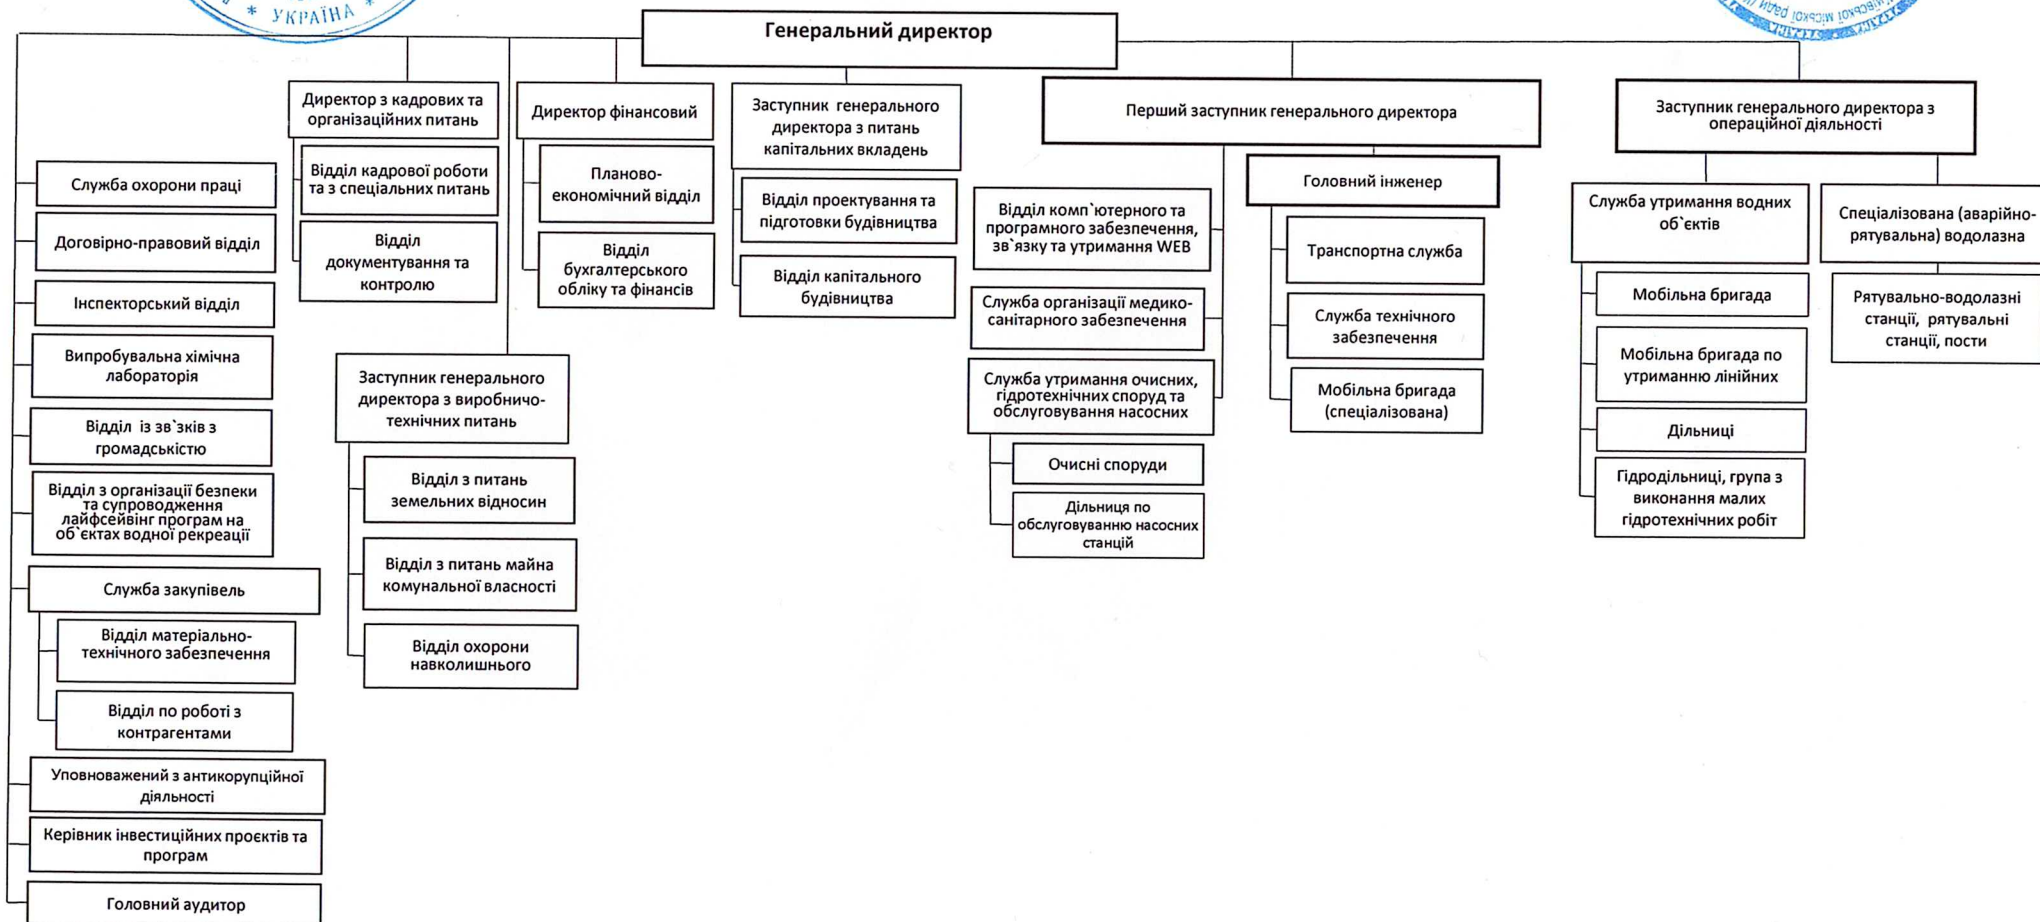 * УКРАЇНА *
Київської міської ради
Генеральний директор
Директор з кадрових та
організаційних питань
Відділ кадрової роботи
та з спеціальних питань
Відділ
документування та
контролю
Директор фінансовий
Планово-
економічний відділ
Відділ
бухгалтерського
обліку та фінансів
Заступник генерального
директора з питань
капітальних вкладень
Відділ проектування та
підготовки будівництва
Відділ капітального
будівництва
Перший заступник генерального директора
Відділ комп`ютерного та
програмного забезпечення,
зв`язку та утримання WEB
Служба організації медико-
санітарного забезпечення
Служба утримання очисних,
гідротехнічних споруд та
обслуговування насосних
Очисні споруди
Дільниця по
обслуговуванню насосних
станцій
Головний інженер
Транспортна служба
Служба технічного
забезпечення
Мобільна бригада
(спеціалізована)
Заступник генерального директора з
операційної діяльності
Служба утримання водних
об`єктів
Мобільна бригада
Мобільна бригада по
утриманню лінійних
Дільниці
Гідродільниці, група з
виконання малих
гідротехнічних робіт
Спеціалізована (аварійно-
рятувальна) водолазна
Рятувально-водолазні
станції, рятувальні
станції, пости
Служба охорони праці
Договірно-правовий відділ
Інспекторський відділ
Випробувальна хімічна
лабораторія
Відділ із зв`зків з
громадськістю
Відділ з організації безпеки
та супроводження
лайфсейвінг програм на
об`єктах водної рекреації
Служба закупівель
Відділ матеріально-
технічного забезпечення
Відділ по роботі з
контрагентами
Уповноважений з антикорупційної
діяльності
Керівник інвестиційних проєктів та
програм
Головний аудитор
Заступник генерального
директора з виробничо-
технічних питань
Відділ з питань
земельних відносин
Відділ з питань майна
комунальної власності
Відділ охорони
навколишнього